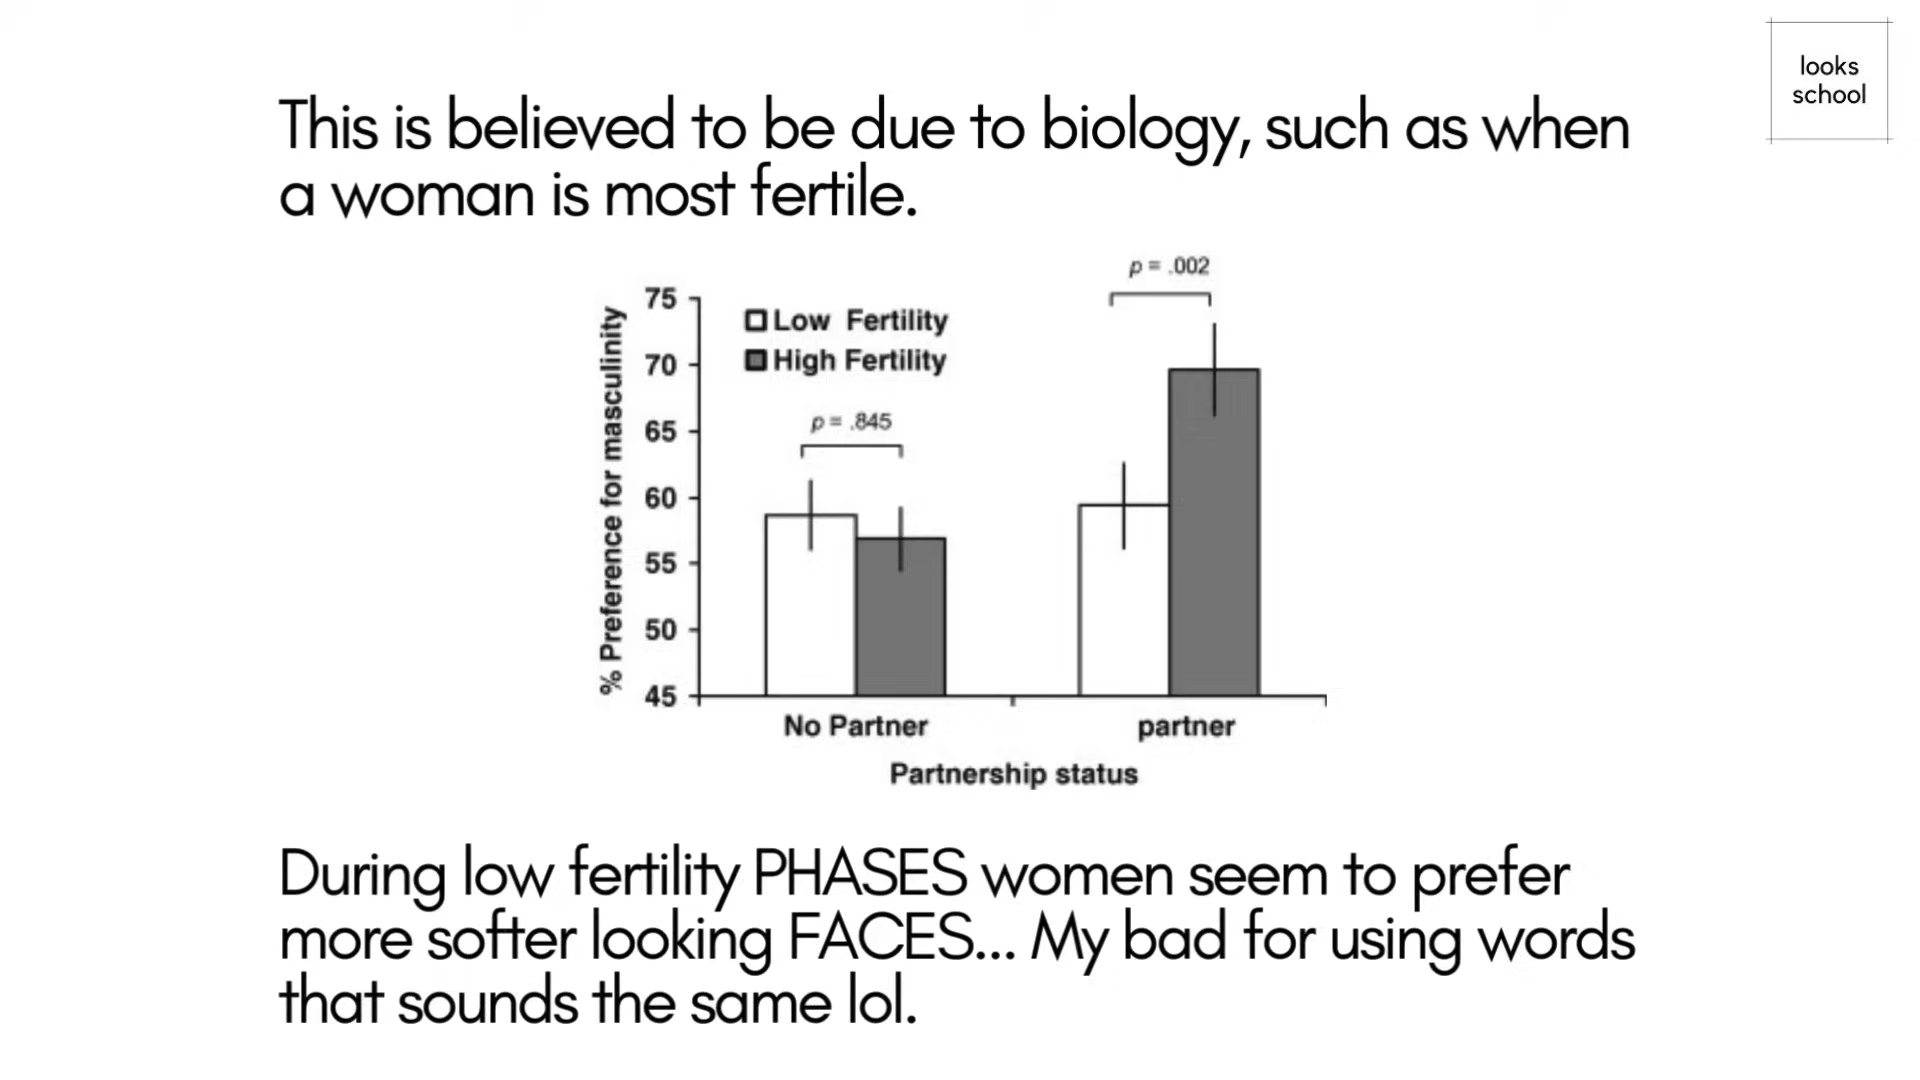 looks
school
This is believed to be due to biology, such as when
a woman is most fertile.
p = .002
75
Low Fertility
70
High Fertility
p = .845
65
60
55
50
45
% Preference for masculinity
No Partner
partner
Partnership status
During low fertility PHASES women seem to prefer
more softer looking FACES... My bad for using words
that sounds the same lol.